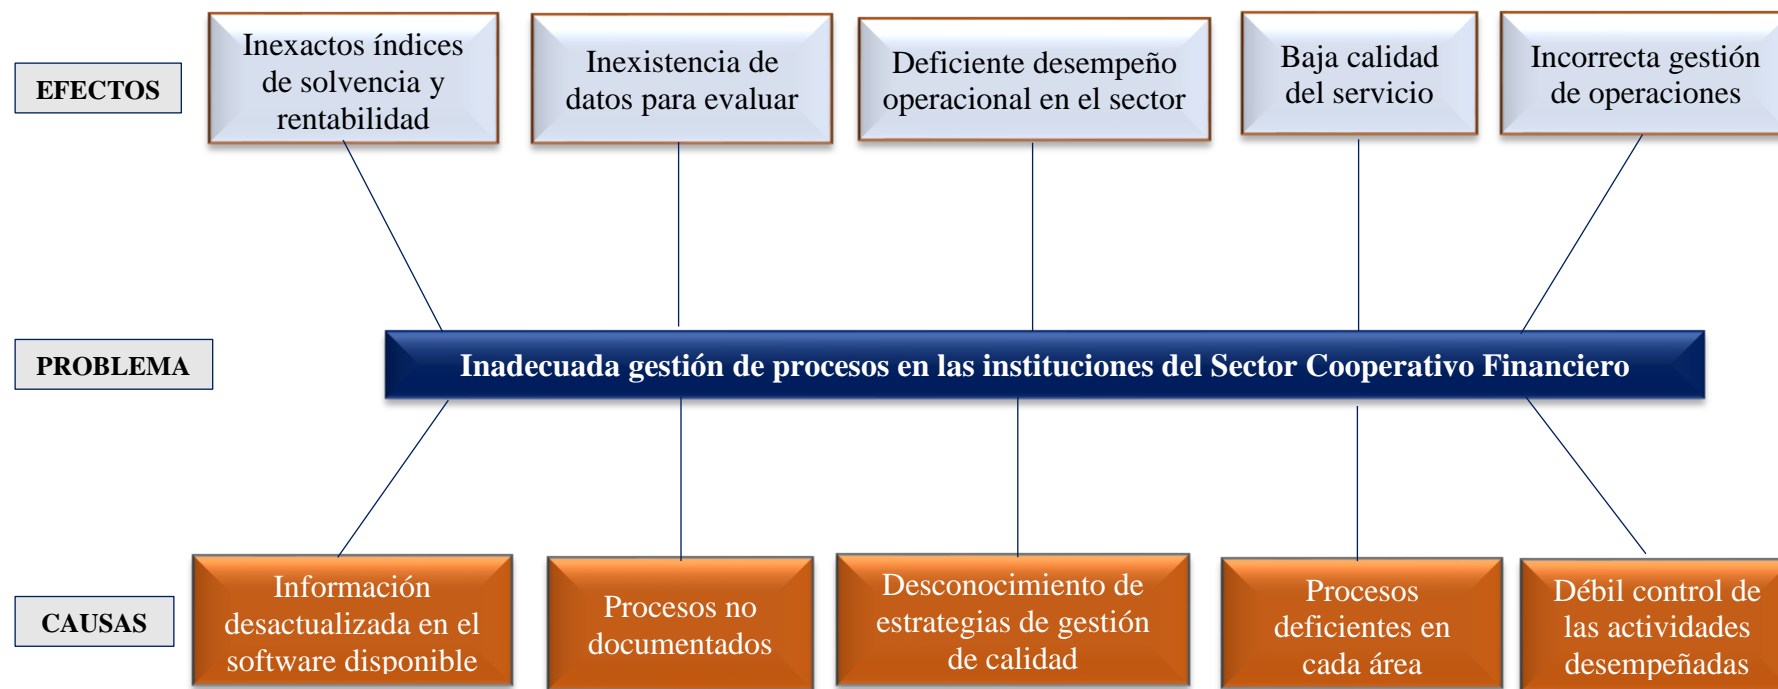 EFECTOS
Inexactos índices
de solvencia y
rentabilidad
Inexistencia de
datos para evaluar
Deficiente desempeño
operacional en el sector
Baja calidad
del servicio
Incorrecta gestión
de operaciones
PROBLEMA
Inadecuada gestión de procesos en las instituciones del Sector Cooperativo Financiero
CAUSAS
Información
desactualizada en el
software disponible
Procesos no
documentados
Desconocimiento de
estrategias de gestión
de calidad
Procesos
deficientes en
cada área
Débil control de
las actividades
desempeñadas